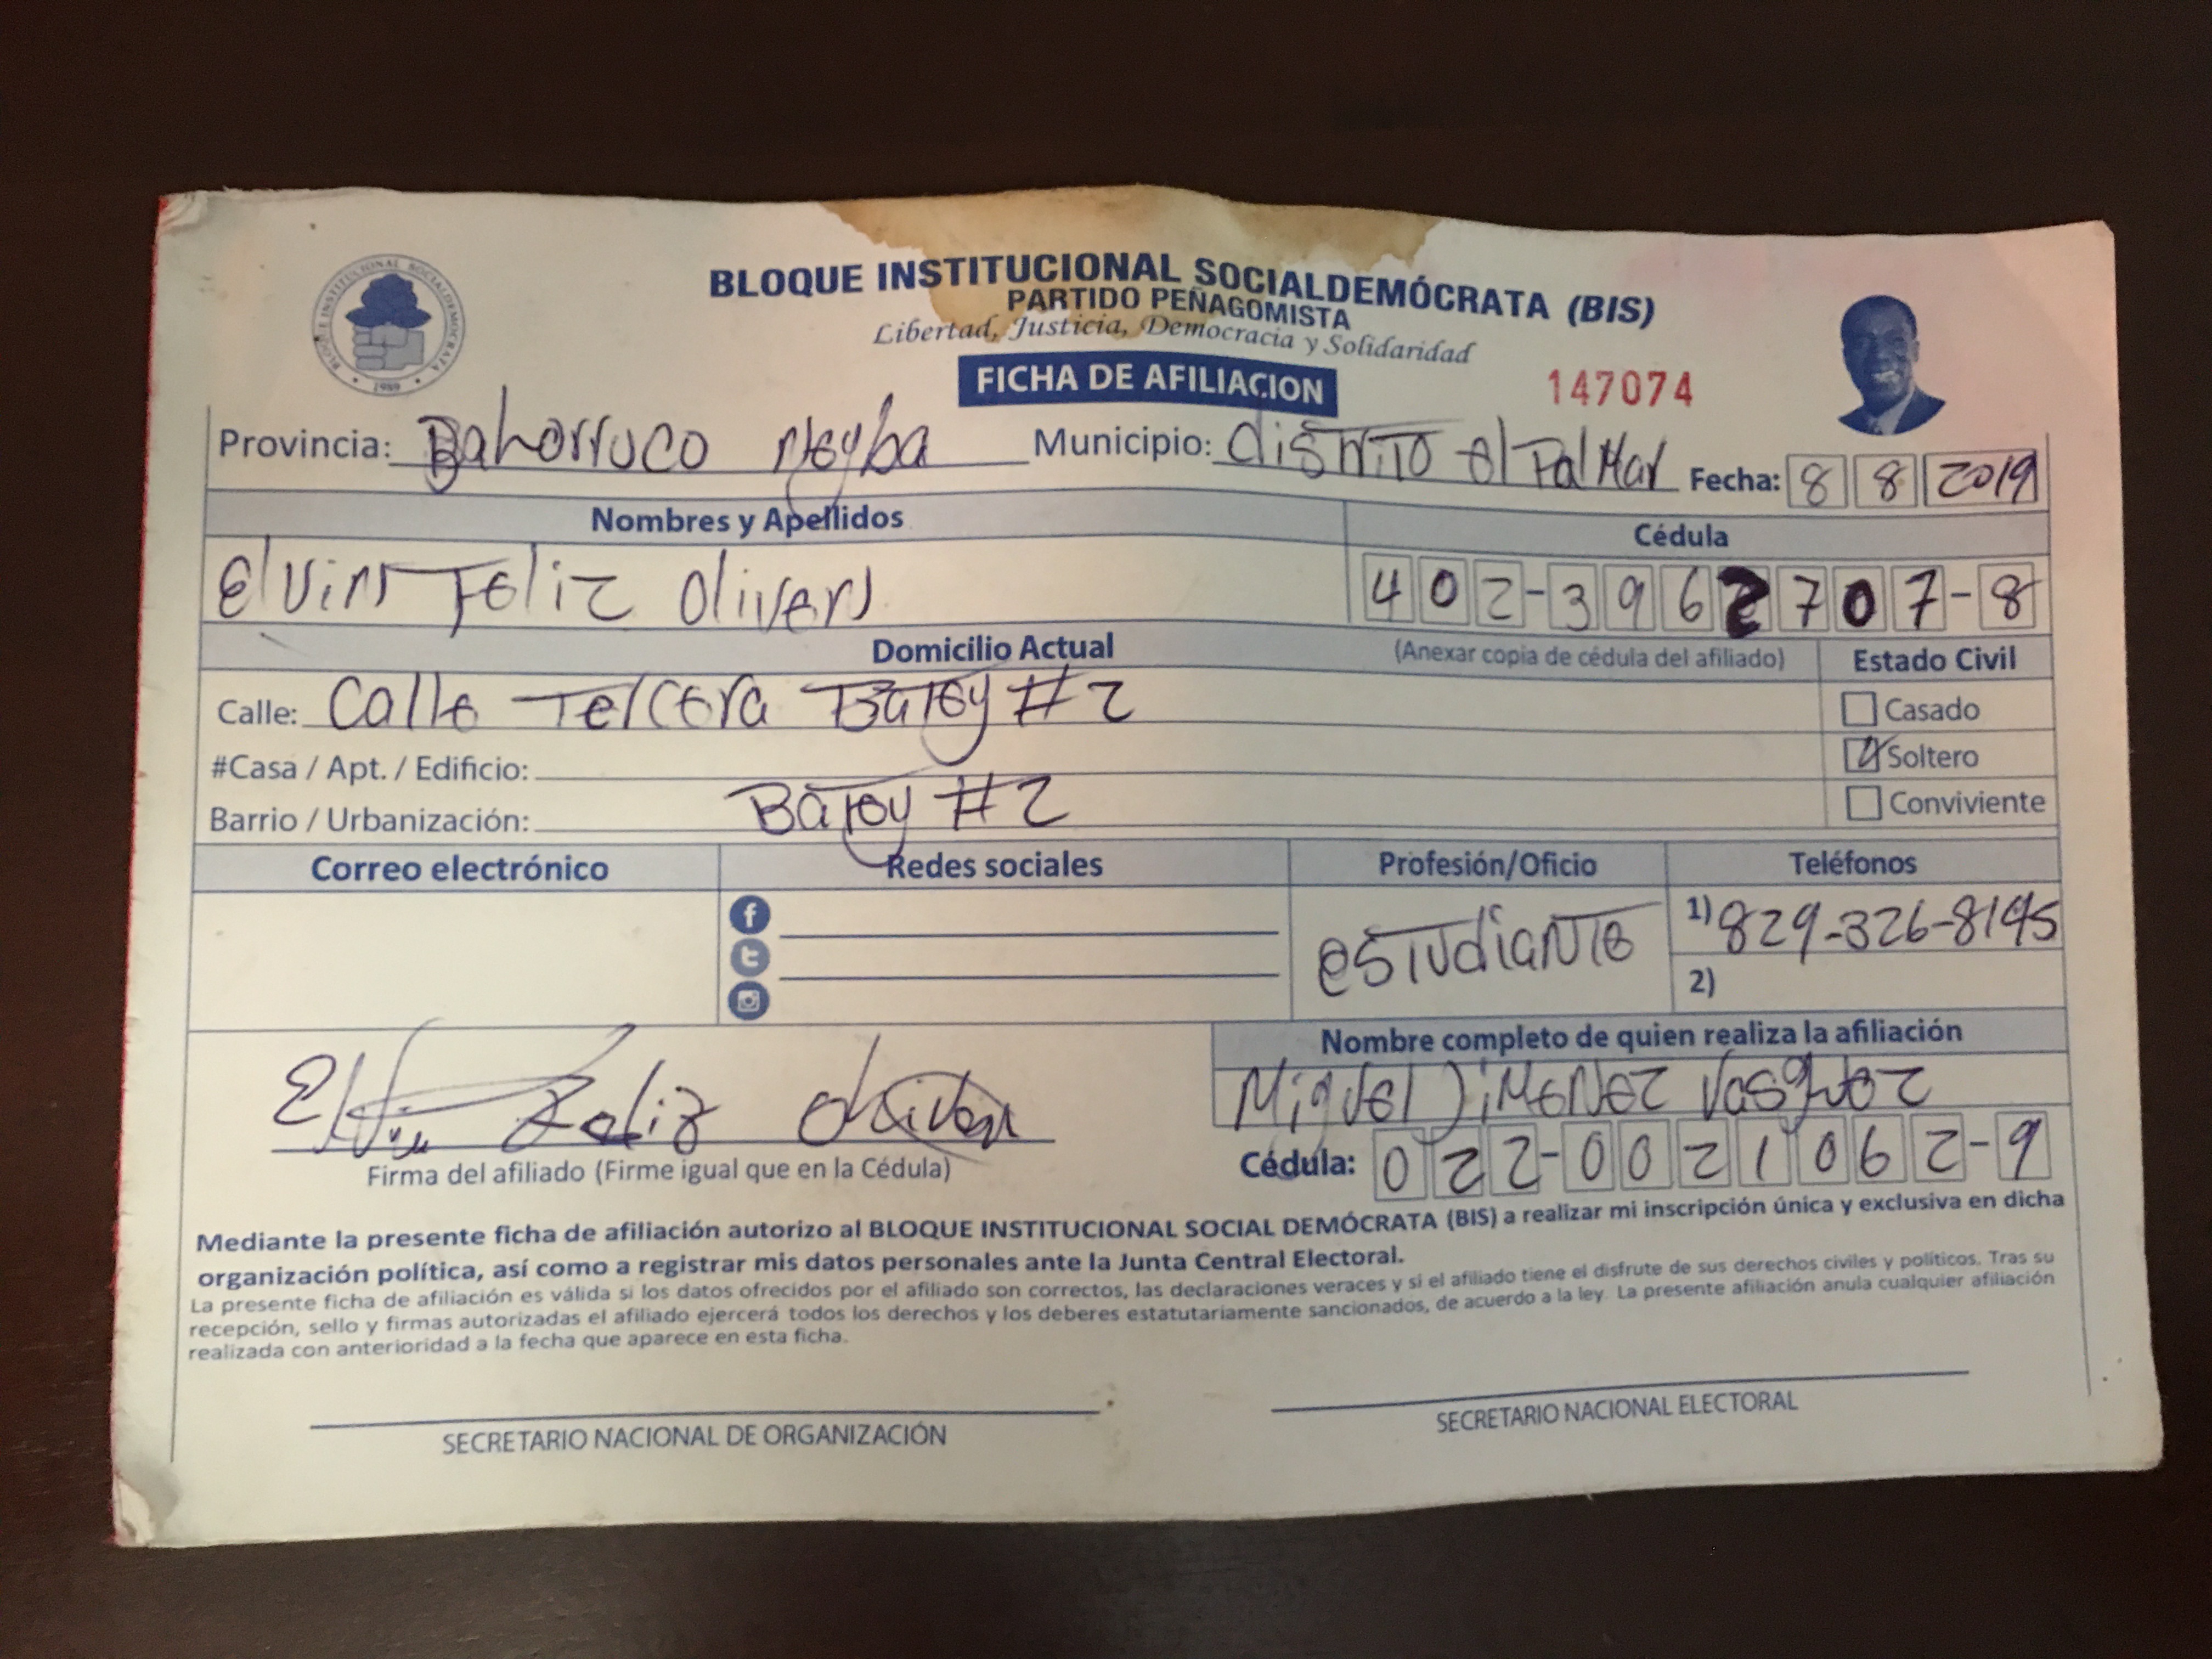 BLOQUE INSTITUCIONAL SOCIALDEMÓCRATA
1989
BLOQUE INSTITUCIONAL SOCIALDEMÓCRATA (BIS)
PARTIDO PEÑAGOMISTA
Libertad, Justicia, Democracia y Solidaridad
FICHA DE AFILIACION
147074
Provincia: Bahorruco Neyba Municipio: distrito el Palmar Fecha: 8 8 2019
Nombres y Apellidos Cédula
Elvin Feliz Oliven 402-3962707-8
Domicilio Actual (Anexar copia de cédula del afiliado) Estado Civil
Calle: Calle Tercera Batey #2 Casado
#Casa / Apt. / Edificio: Soltero
Barrio / Urbanización: Batey #2 Conviviente
Correo electrónico Redes sociales Profesión/Oficio Teléfonos
estudiante 1) 829-326-8195
2)
Nombre completo de quien realiza la afiliación
Elvin Feliz Oliven Miguel Jimenez Vasquez
Firma del afiliado (Firme igual que en la Cédula) Cédula: 022-0021062-9
Mediante la presente ficha de afiliación autorizo al BLOQUE INSTITUCIONAL SOCIAL DEMÓCRATA (BIS) a realizar mi inscripción única y exclusiva en dicha
organización política, así como a registrar mis datos personales ante la Junta Central Electoral.
La presente ficha de afiliación es válida si los datos ofrecidos por el afiliado son correctos, las declaraciones veraces y si el afiliado tiene el disfrute de sus derechos civiles y políticos. Tras su
recepción, sello y firmas autorizadas el afiliado ejercerá todos los derechos y los deberes estatutariamente sancionados, de acuerdo a la ley. La presente afiliación anula cualquier afiliación
realizada con anterioridad a la fecha que aparece en esta ficha.
SECRETARIO NACIONAL DE ORGANIZACIÓN SECRETARIO NACIONAL ELECTORAL